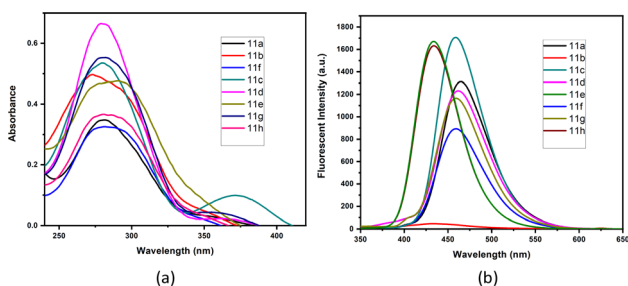 0.6
0.4
0.2
0.0
Absorbance
250
300
350
400
Wavelength (nm)
11a
11b
11f
11c
11d
11e
11g
11h
(a)
1800
1600
1400
1200
1000
800
600
400
200
0
Fluorescent Intensity (a.u.)
350
400
450
500
550
600
650
Wavelength (nm)
11a
11b
11c
11d
11e
11f
11g
11h
(b)